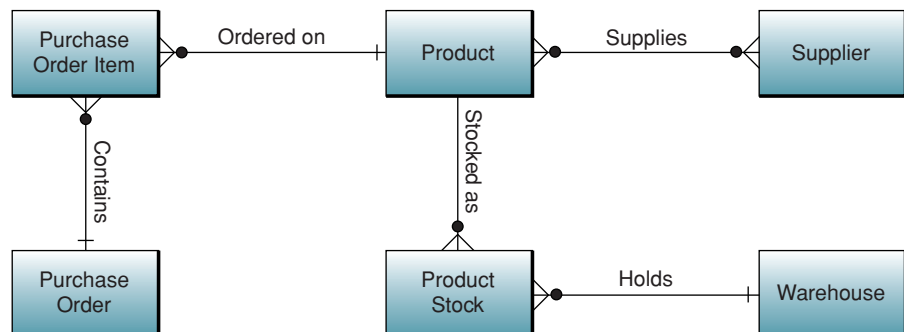 Purchase
Order Item
Ordered on
Product
Supplies
Supplier
Contains
Stocked as
Purchase
Order
Product
Stock
Holds
Warehouse